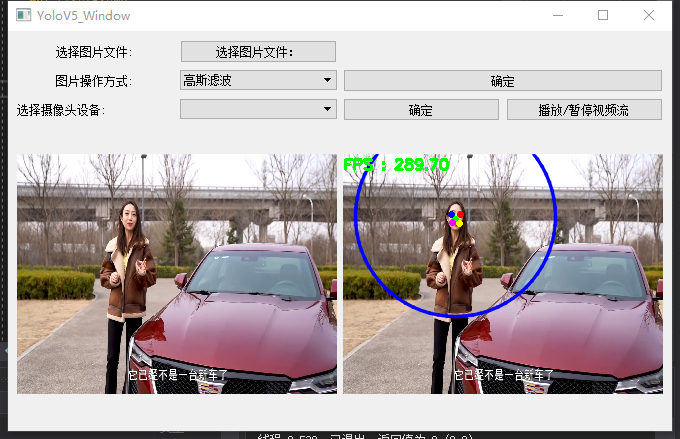 YoloV5_Window
选择图片文件:
选择图片文件:
图片操作方式:
高斯滤波
确定
选择摄像头设备:
确定
播放/暂停视频流
FPS : 289.70
它已经不是一台新车了
它已经不是一台新车了